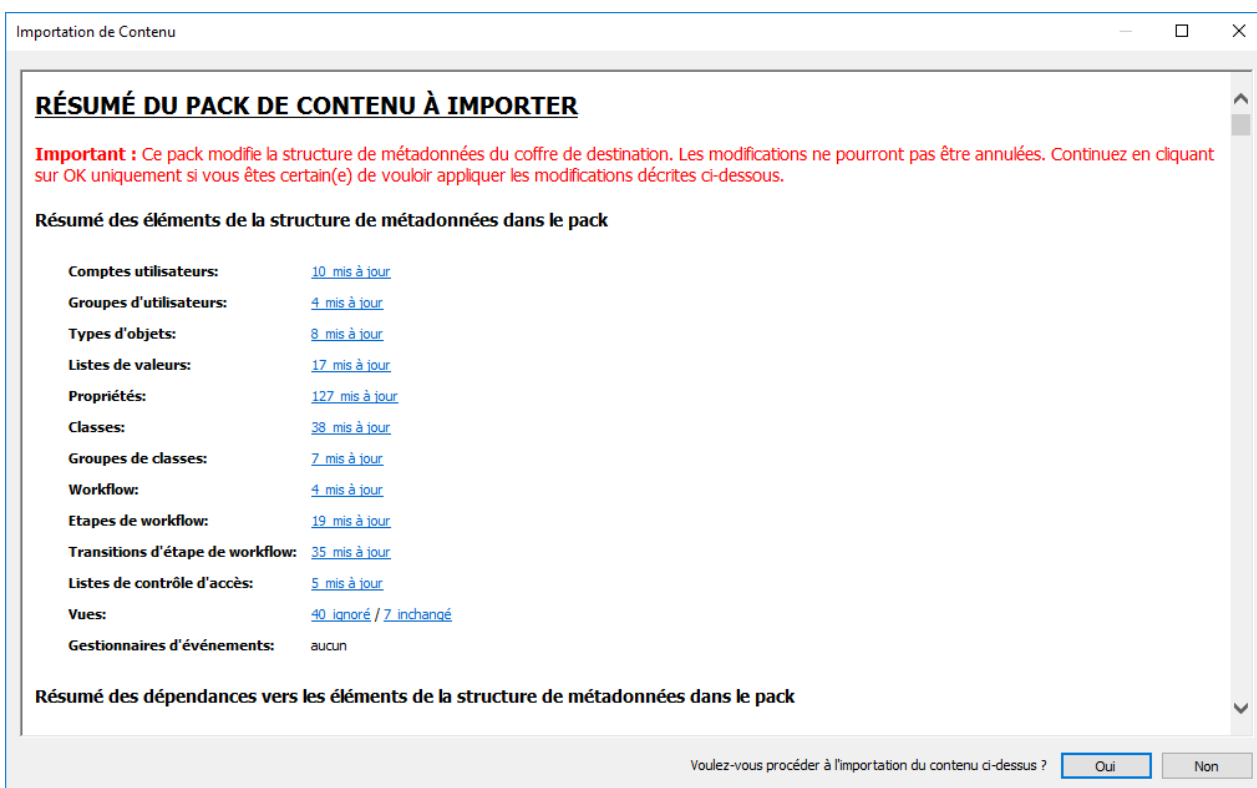 Importation de Contenu
RÉSUMÉ DU PACK DE CONTENU À IMPORTER
Important : Ce pack modifie la structure de métadonnées du coffre de destination. Les modifications ne pourront pas être annulées. Continuez en cliquant
sur OK uniquement si vous êtes certain(e) de vouloir appliquer les modifications décrites ci-dessous.
Résumé des éléments de la structure de métadonnées dans le pack
Comptes utilisateurs: 10 mis à jour
Groupes d'utilisateurs: 4 mis à jour
Types d'objets: 8 mis à jour
Listes de valeurs: 17 mis à jour
Propriétés: 127 mis à jour
Classes: 38 mis à jour
Groupes de classes: 7 mis à jour
Workflow: 4 mis à jour
Etapes de workflow: 19 mis à jour
Transitions d'étape de workflow: 35 mis à jour
Listes de contrôle d'accès: 5 mis à jour
Vues: 40 ignoré / 7 inchangé
Gestionnaires d'événements: aucun
Résumé des dépendances vers les éléments de la structure de métadonnées dans le pack
Voulez-vous procéder à l'importation du contenu ci-dessus ? Oui Non